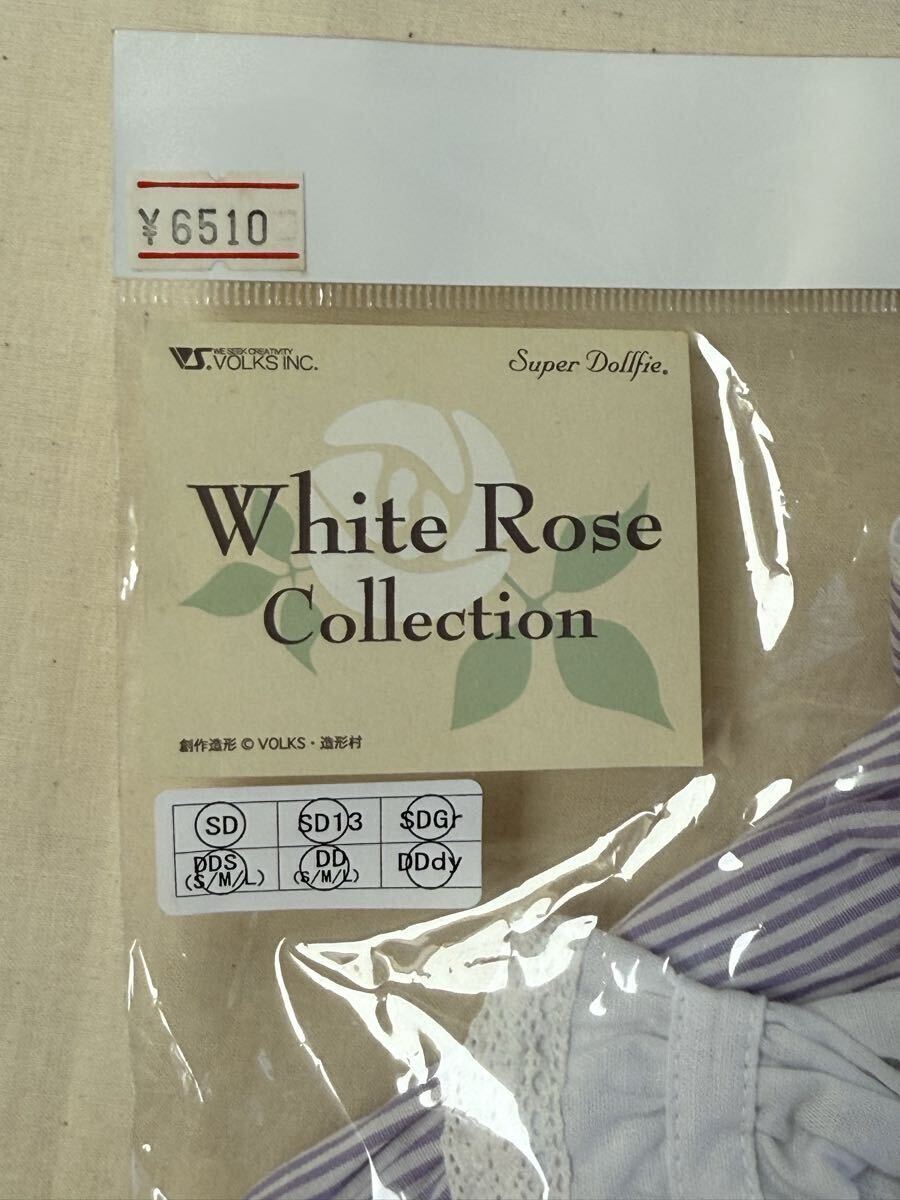 ¥6510
WE SEEK CREATIVITY
VS.VOLKS INC.
Super Dollfie®
White Rose
Collection
創作造形 © VOLKS・造形村
SD SD13 SDGr
DDS DD DDdy
(S/M/L) (S/M/L)